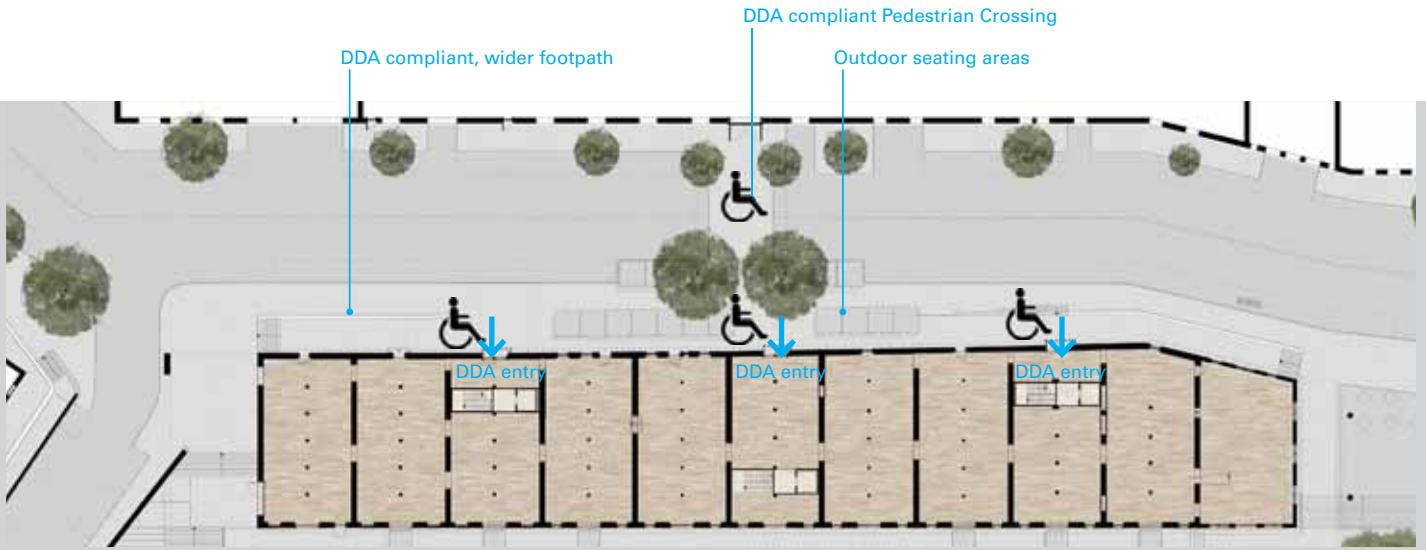 DDA compliant Pedestrian Crossing
DDA compliant, wider footpath
Outdoor seating areas
DDA entry
DDA entry
DDA entry